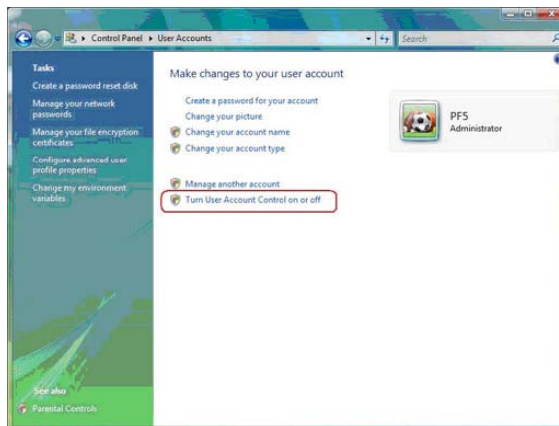 Control Panel ▸ User Accounts
Search
Tasks
Create a password reset disk
Manage your network
passwords
Manage your file encryption
certificates
Configure advanced user
profile properties
Change my environment
variables
See also
Parental Controls
Make changes to your user account
Create a password for your account
Change your picture
Change your account name
Change your account type
Manage another account
Turn User Account Control on or off
PF5
Administrator